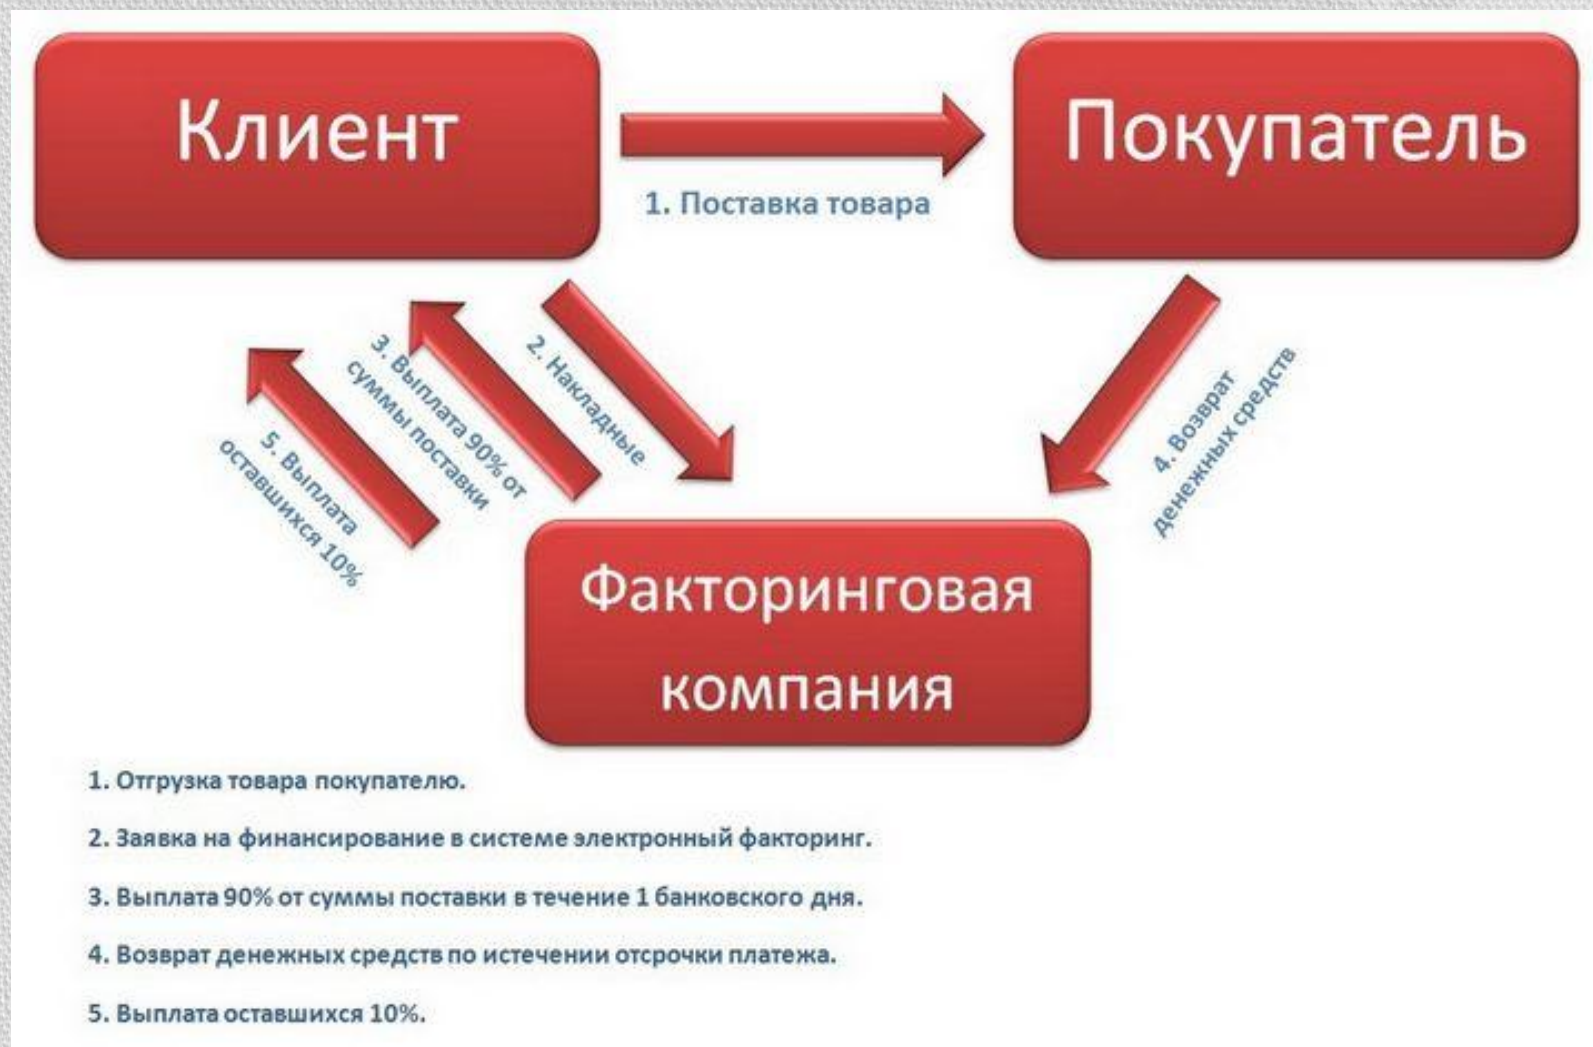 Клиент
Покупатель
1. Поставка товара
5. Выплата
оставшихся 10%
3. Выплата 90% от
суммы поставки
2. Накладные
4. Возврат
денежных средств
Факторинговая
компания
1. Отгрузка товара покупателю.
2. Заявка на финансирование в системе электронный факторинг.
3. Выплата 90% от суммы поставки в течение 1 банковского дня.
4. Возврат денежных средств по истечении отсрочки платежа.
5. Выплата оставшихся 10%.